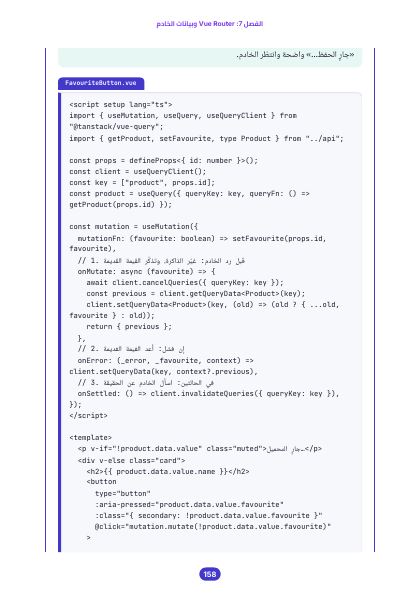 الفصل 7: Vue Router وبيانات الخادم
«جارٍ الحفظ...» واضحة وانتظر الخادم.
FavouriteButton.vue
<script setup lang="ts">
import { useMutation, useQuery, useQueryClient } from
"@tanstack/vue-query";
import { getProduct, setFavourite, type Product } from "../api";
const props = defineProps<{ id: number }>();
const client = useQueryClient();
const key = ["product", props.id];
const product = useQuery({ queryKey: key, queryFn: () =>
getProduct(props.id) });
const mutation = useMutation({
mutationFn: (favourite: boolean) => setFavourite(props.id,
favourite),
// 1. قبل رد الخادم: غيّر الذاكرة، وتذكّر القيمة القديمة
onMutate: async (favourite) => {
await client.cancelQueries({ queryKey: key });
const previous = client.getQueryData<Product>(key);
client.setQueryData<Product>(key, (old) => (old ? { ...old,
favourite } : old));
return { previous };
},
// 2. إن فشل: أعد القيمة القديمة
onError: (_error, _favourite, context) =>
client.setQueryData(key, context?.previous),
// 3. في الحالتين: اسأل الخادم عن الحقيقة
onSettled: () => client.invalidateQueries({ queryKey: key }),
});
</script>
<template>
<p v-if="!product.data.value" class="muted">جارٍ التحميل…</p>
<div v-else class="card">
<h2>{{ product.data.value.name }}</h2>
<button
type="button"
:aria-pressed="product.data.value.favourite"
:class="{ secondary: !product.data.value.favourite }"
@click="mutation.mutate(!product.data.value.favourite)"
>
158